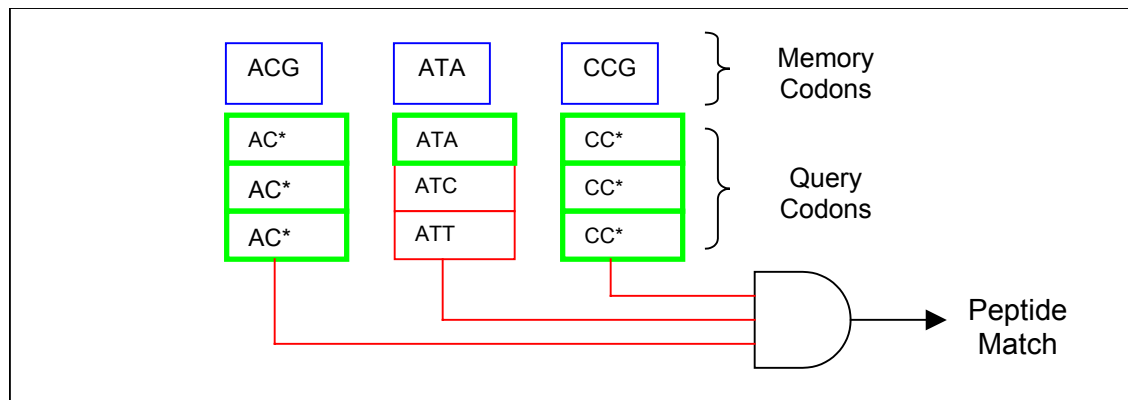 ACG ATA CCG
Memory
Codons
AC* ATA CC*
AC* ATC CC*
AC* ATT CC*
Query
Codons
Peptide
Match